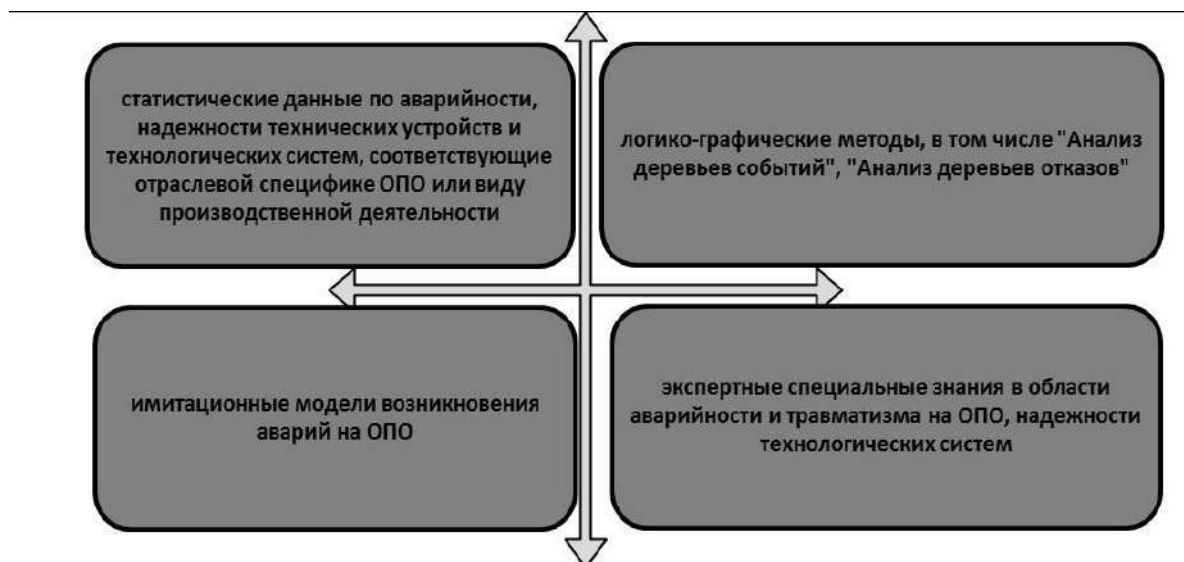 статистические данные по аварийности,
надежности технических устройств и
технологических систем, соответствующие
отраслевой специфике ОПО или виду
производственной деятельности
логико-графические методы, в том числе "Анализ
деревьев событий", "Анализ деревьев отказов"
имитационные модели возникновения
аварий на ОПО
экспертные специальные знания в области
аварийности и травматизма на ОПО, надежности
технологических систем